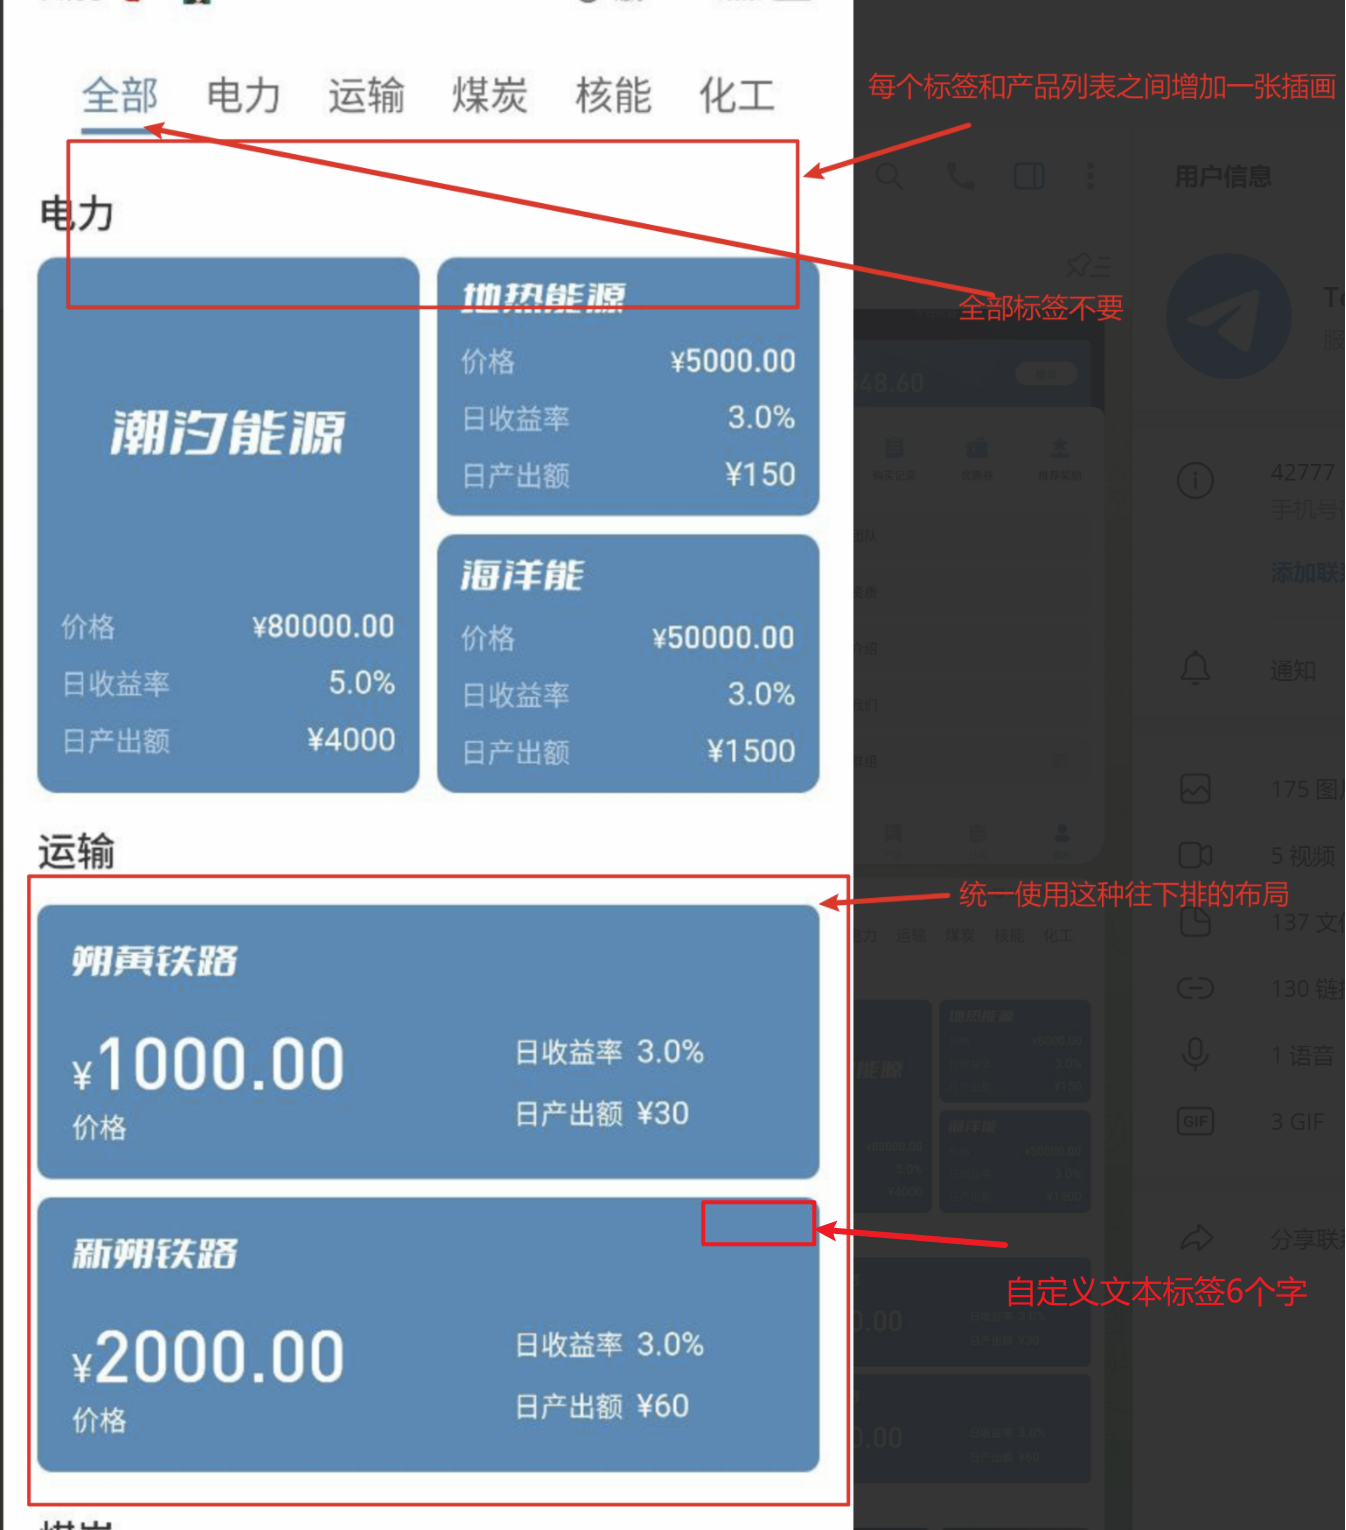 全部 电力 运输 煤炭 核能 化工
每个标签和产品列表之间增加一张插画
用户信息
电力
全部标签不要
潮汐能源
价格 ¥80000.00
日收益率 5.0%
日产出额 ¥4000
地热能源
价格 ¥5000.00
日收益率 3.0%
日产出额 ¥150
海洋能
价格 ¥50000.00
日收益率 3.0%
日产出额 ¥1500
42777
添加联
通知
175 图
5 视频
137 文
130 链
1 语音
GIF 3 GIF
分享联
运输
统一使用这种往下排的布局
运输 煤炭 核能 化工
朔黄铁路
¥1000.00
价格
日收益率 3.0%
日产出额 ¥30
新朔铁路
¥2000.00
价格
日收益率 3.0%
日产出额 ¥60
自定义文本标签6个字